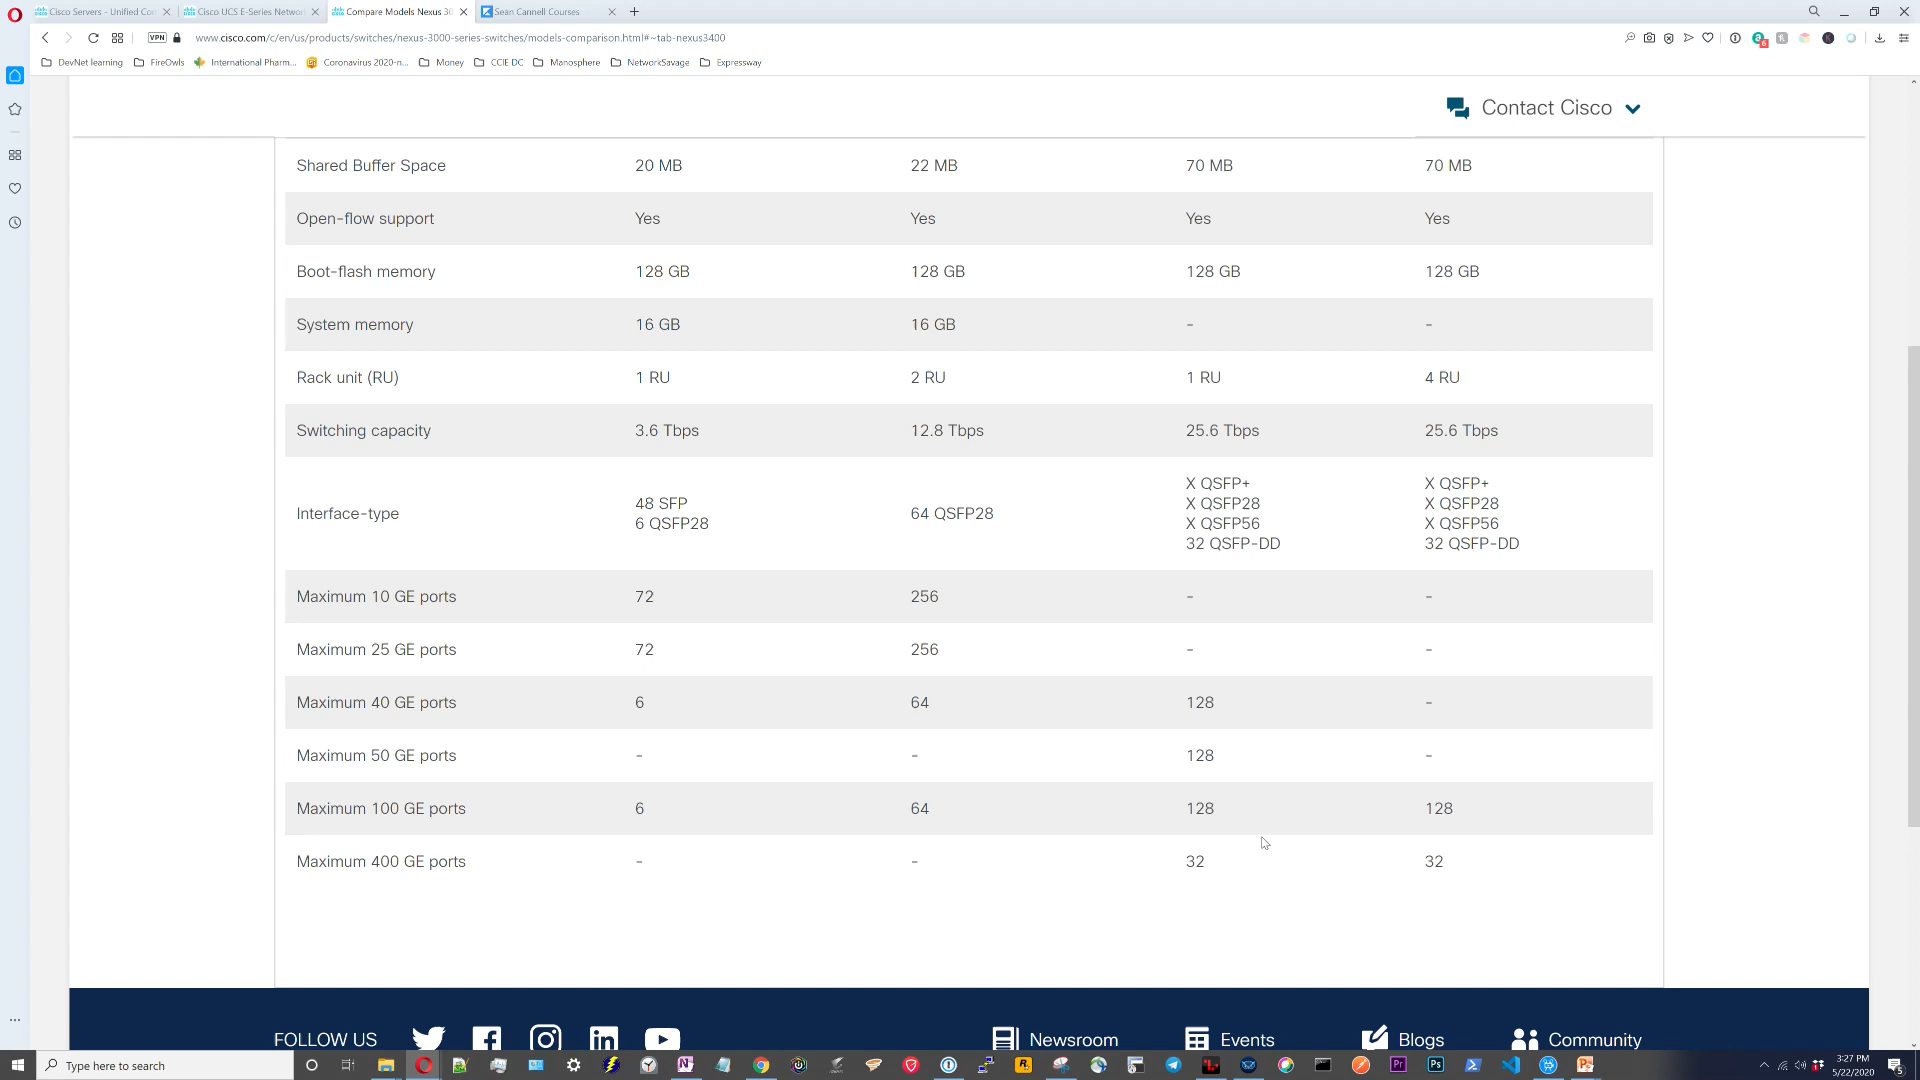 Cisco Servers - Unified Con
Cisco UCS E-Series Network
Compare Models Nexus 30
Sean Cannell Courses
VPN
www.cisco.com/c/en/us/products/switches/nexus-3000-series-switches/models-comparison.html#~tab-nexus3400
DevNet learning
FireOwls
International Pharm...
Coronavirus 2020-n...
Money
CCIE DC
Manosphere
NetworkSavage
Expressway
Contact Cisco
Shared Buffer Space 20 MB 22 MB 70 MB 70 MB
Open-flow support Yes Yes Yes Yes
Boot-flash memory 128 GB 128 GB 128 GB 128 GB
System memory 16 GB 16 GB - -
Rack unit (RU) 1 RU 2 RU 1 RU 4 RU
Switching capacity 3.6 Tbps 12.8 Tbps 25.6 Tbps 25.6 Tbps
Interface-type
48 SFP
6 QSFP28
64 QSFP28
X QSFP+
X QSFP28
X QSFP56
32 QSFP-DD
X QSFP+
X QSFP28
X QSFP56
32 QSFP-DD
Maximum 10 GE ports 72 256 - -
Maximum 25 GE ports 72 256 - -
Maximum 40 GE ports 6 64 128 -
Maximum 50 GE ports - - 128 -
Maximum 100 GE ports 6 64 128 128
Maximum 400 GE ports - - 32 32
FOLLOW US
Newsroom
Events
Blogs
Community
Type here to search
3:27 PM
5/22/2020